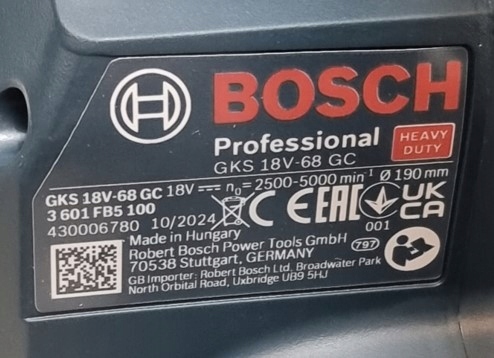 BOSCH
Professional
HEAVY DUTY
GKS 18V-68 GC
GKS 18V-68 GC 18V ⎓ n₀ = 2500-5000 min⁻¹ Ø 190 mm
3 601 FB5 100
430006780 10/2024 CE EAC UK CA
001
Made in Hungary
Robert Bosch Power Tools GmbH 797
70538 Stuttgart, GERMANY
GB Importer: Robert Bosch Ltd. Broadwater Park
North Orbital Road, Uxbridge UB9 5HJ